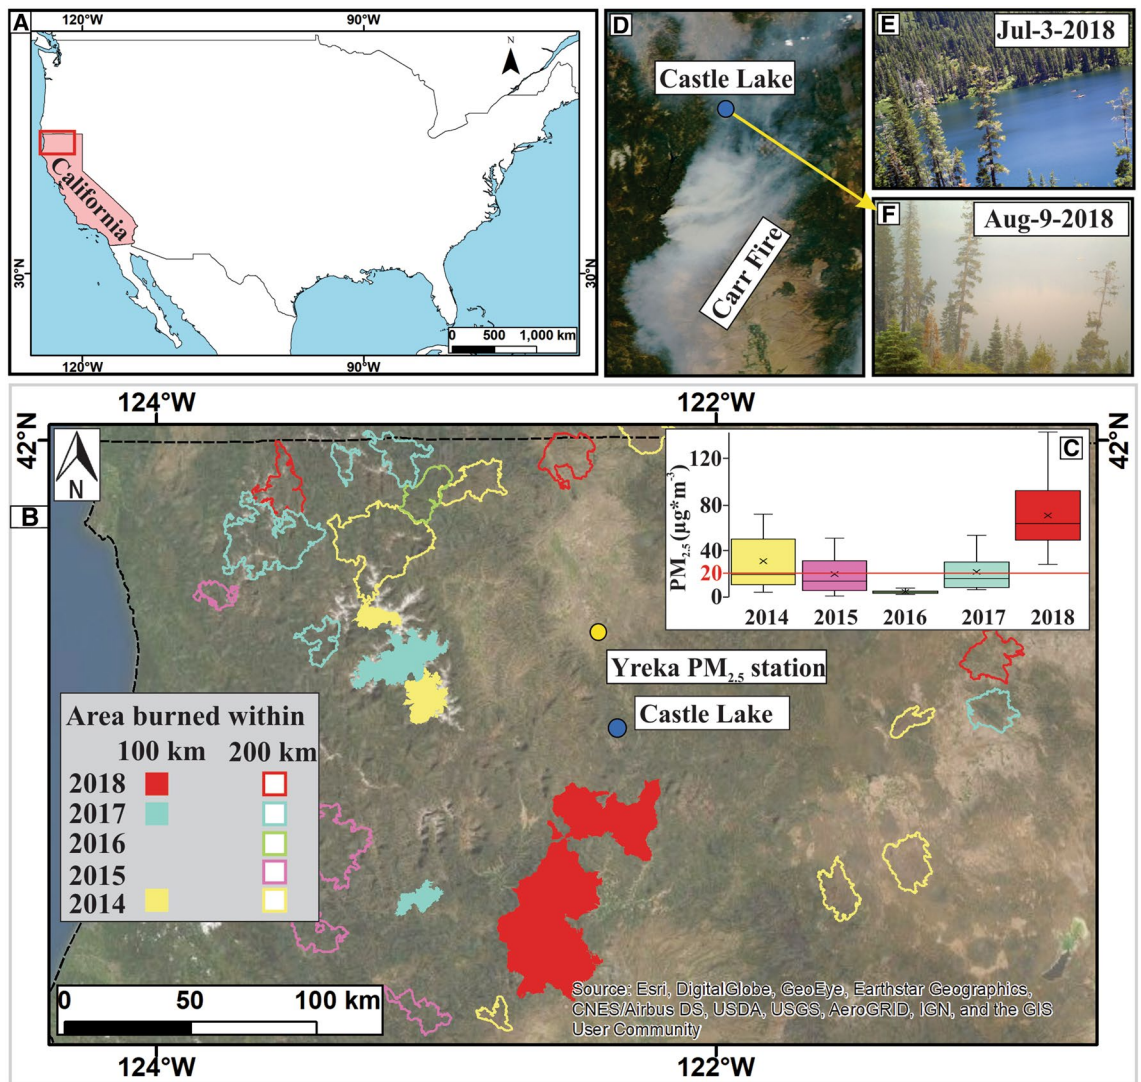 A
120°W
90°W
N
California
30°N
30°N
0 500 1,000 km
120°W
90°W
D
Castle Lake
Carr Fire
E
Jul-3-2018
F
Aug-9-2018
124°W
122°W
42°N
42°N
N
B
C
PM2.5 (µg*m-3)
120
80
40
20
0
2014 2015 2016 2017 2018
Yreka PM2.5 station
Castle Lake
Area burned within
100 km 200 km
2018
2017
2016
2015
2014
0 50 100 km
Source: Esri, DigitalGlobe, GeoEye, Earthstar Geographics,
CNES/Airbus DS, USDA, USGS, AeroGRID, IGN, and the GIS
User Community
124°W
122°W